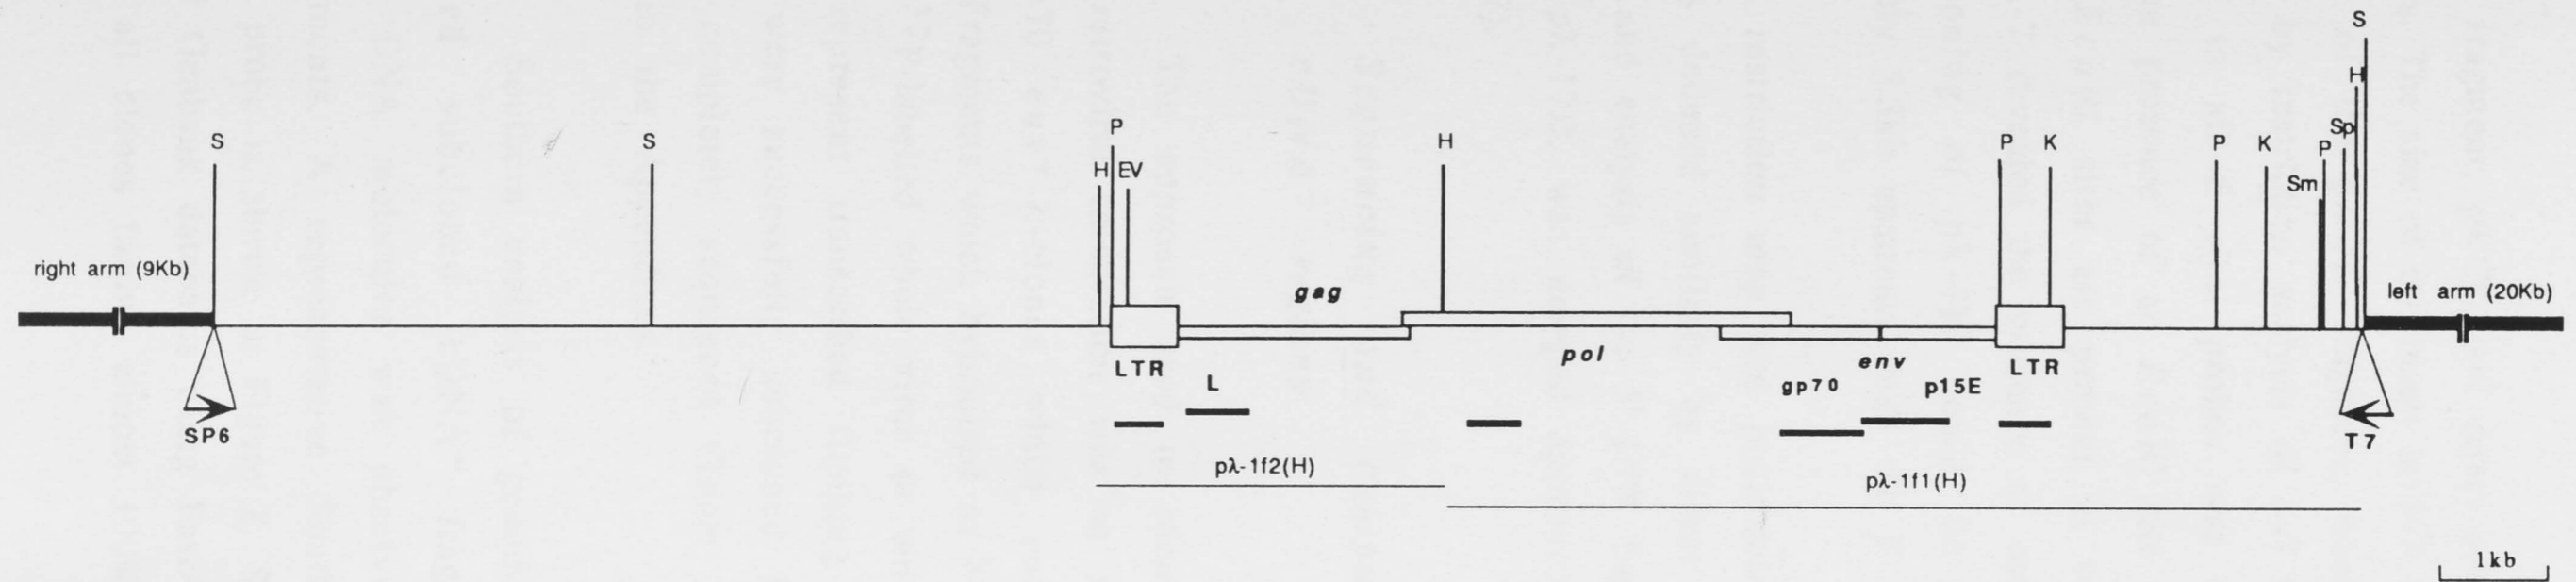 S
H
Sp
P
S
S
P
H
EV
H
P
K
P
K
Sm
right arm (9Kb)
left arm (20Kb)
gag
pol
env
LTR
L
gp70
p15E
LTR
SP6
T7
pλ-1f2(H)
pλ-1f1(H)
1kb